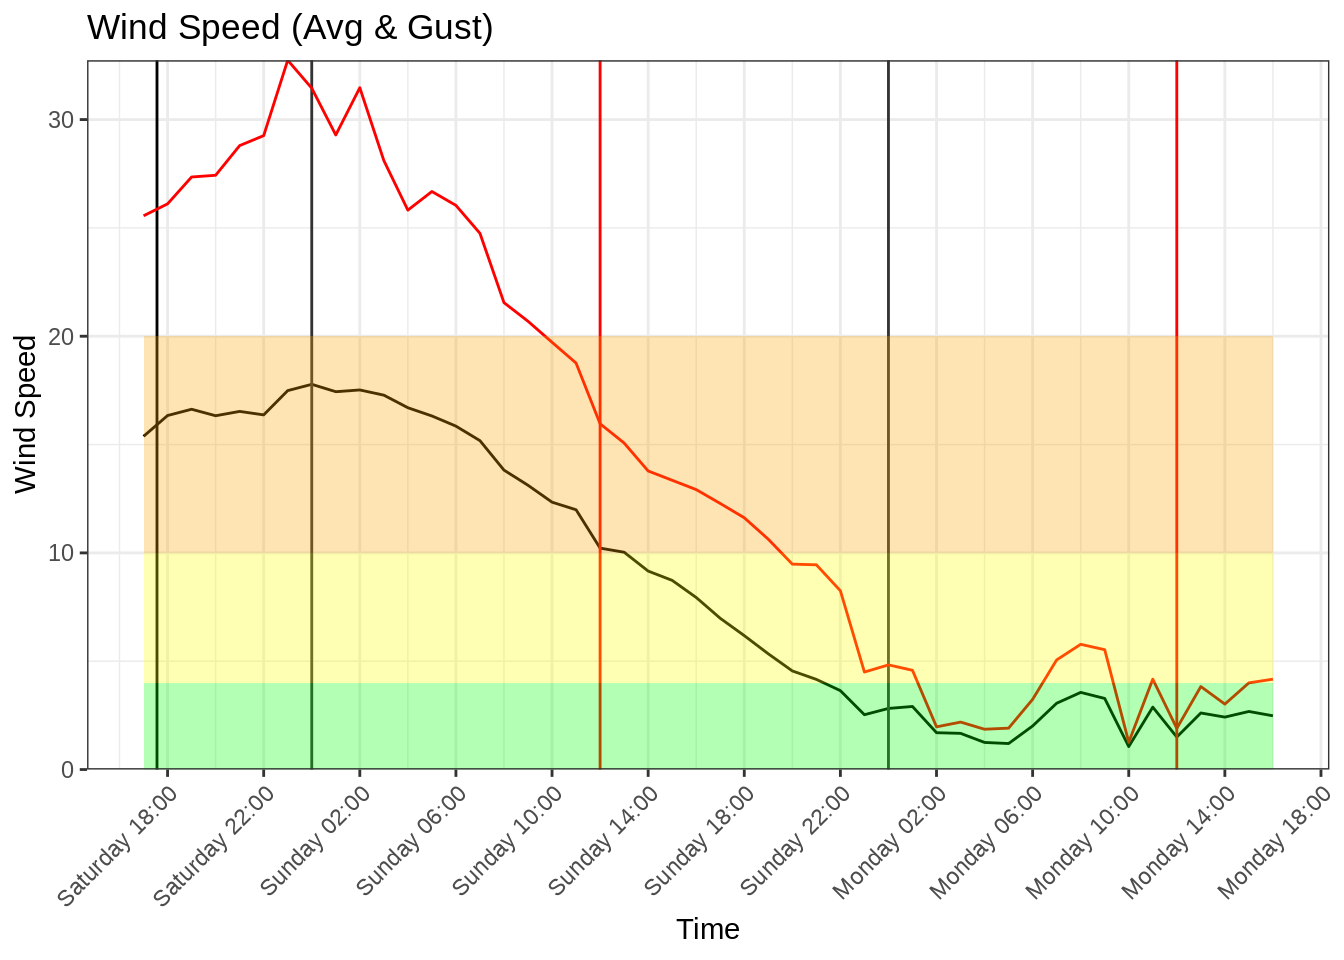 Wind Speed (Avg & Gust)
Wind Speed
30
20
10
0
Saturday 18:00
Saturday 22:00
Sunday 02:00
Sunday 06:00
Sunday 10:00
Sunday 14:00
Sunday 18:00
Sunday 22:00
Monday 02:00
Monday 06:00
Monday 10:00
Monday 14:00
Monday 18:00
Time